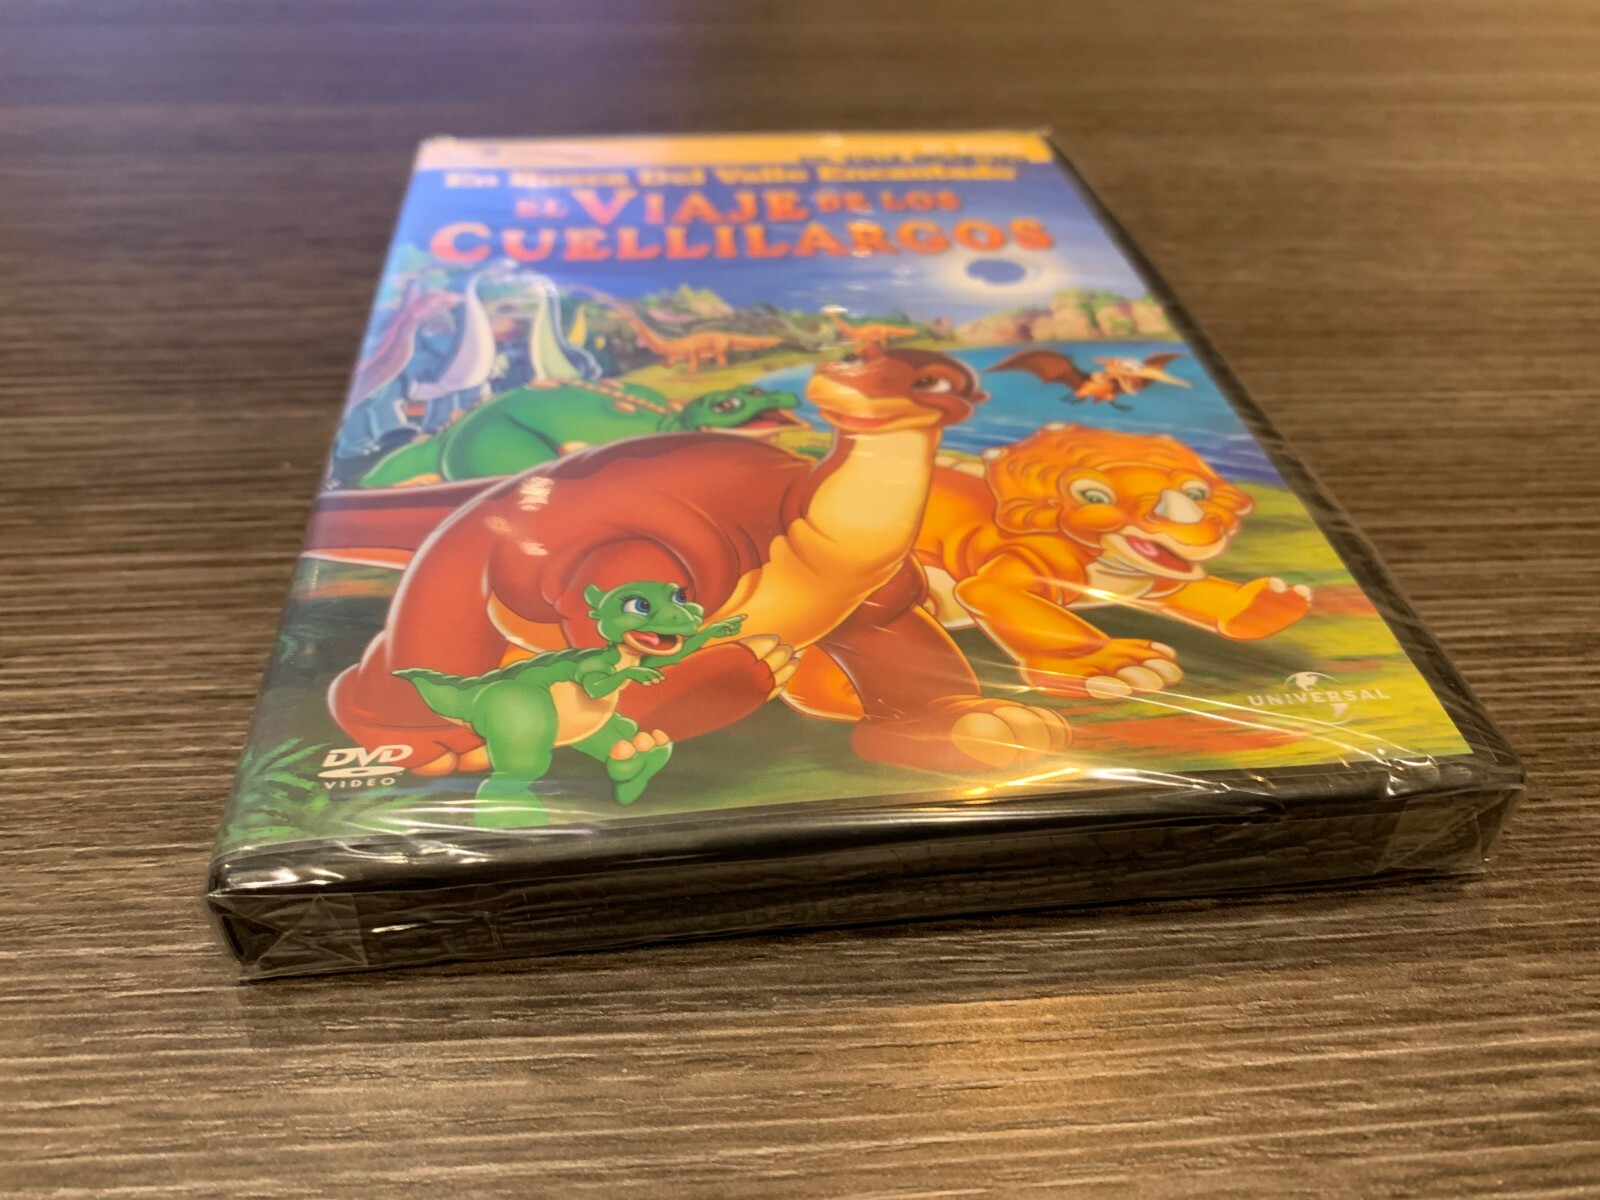 En Busca Del Valle Encantado
EL VIAJE DE LOS
CUELLILARGOS
UNIVERSAL
DVD
VIDEO